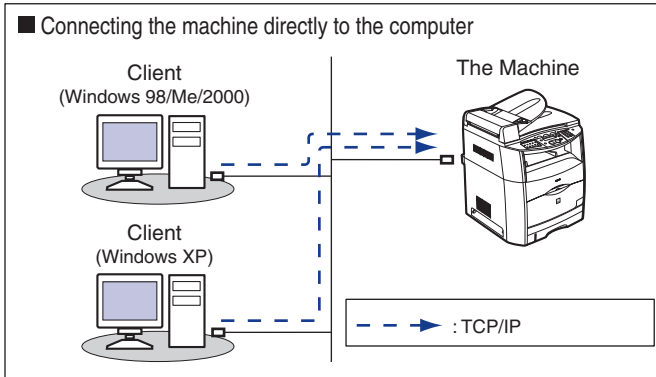 ■ Connecting the machine directly to the computer
Client
(Windows 98/Me/2000)
The Machine
Client
(Windows XP)
: TCP/IP